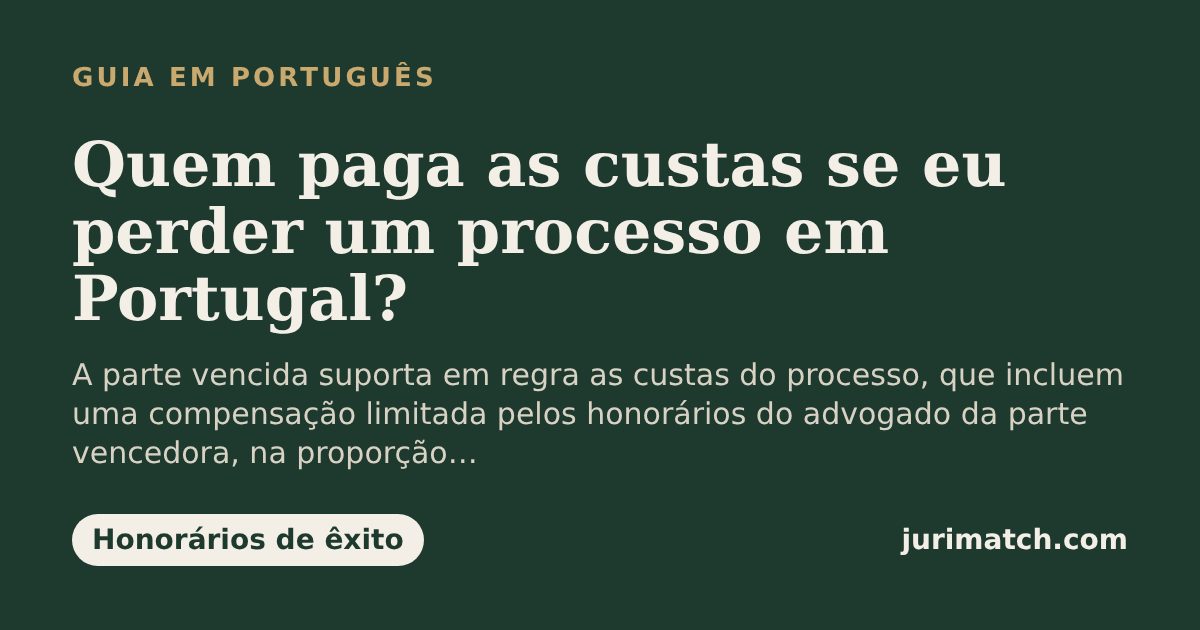 GUIA EM PORTUGUÊS
Quem paga as custas se eu
perder um processo em
Portugal?
A parte vencida suporta em regra as custas do processo, que incluem
uma compensação limitada pelos honorários do advogado da parte
vencedora, na proporção…
Honorários de êxito
jurimatch.com